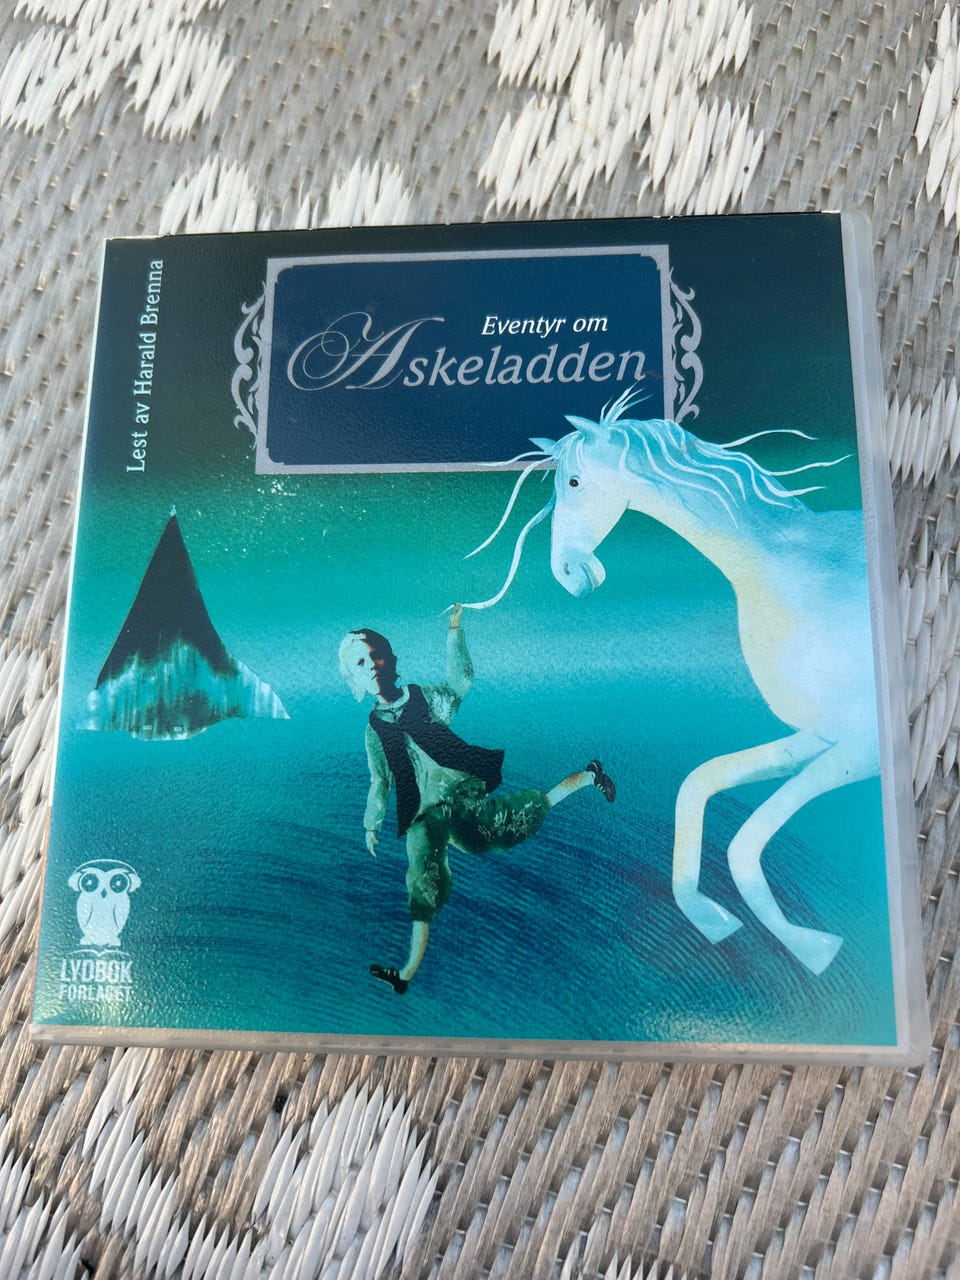 Lest av Harald Brenna
Eventyr om
Askeladden
LYDBOK
FORLAGET